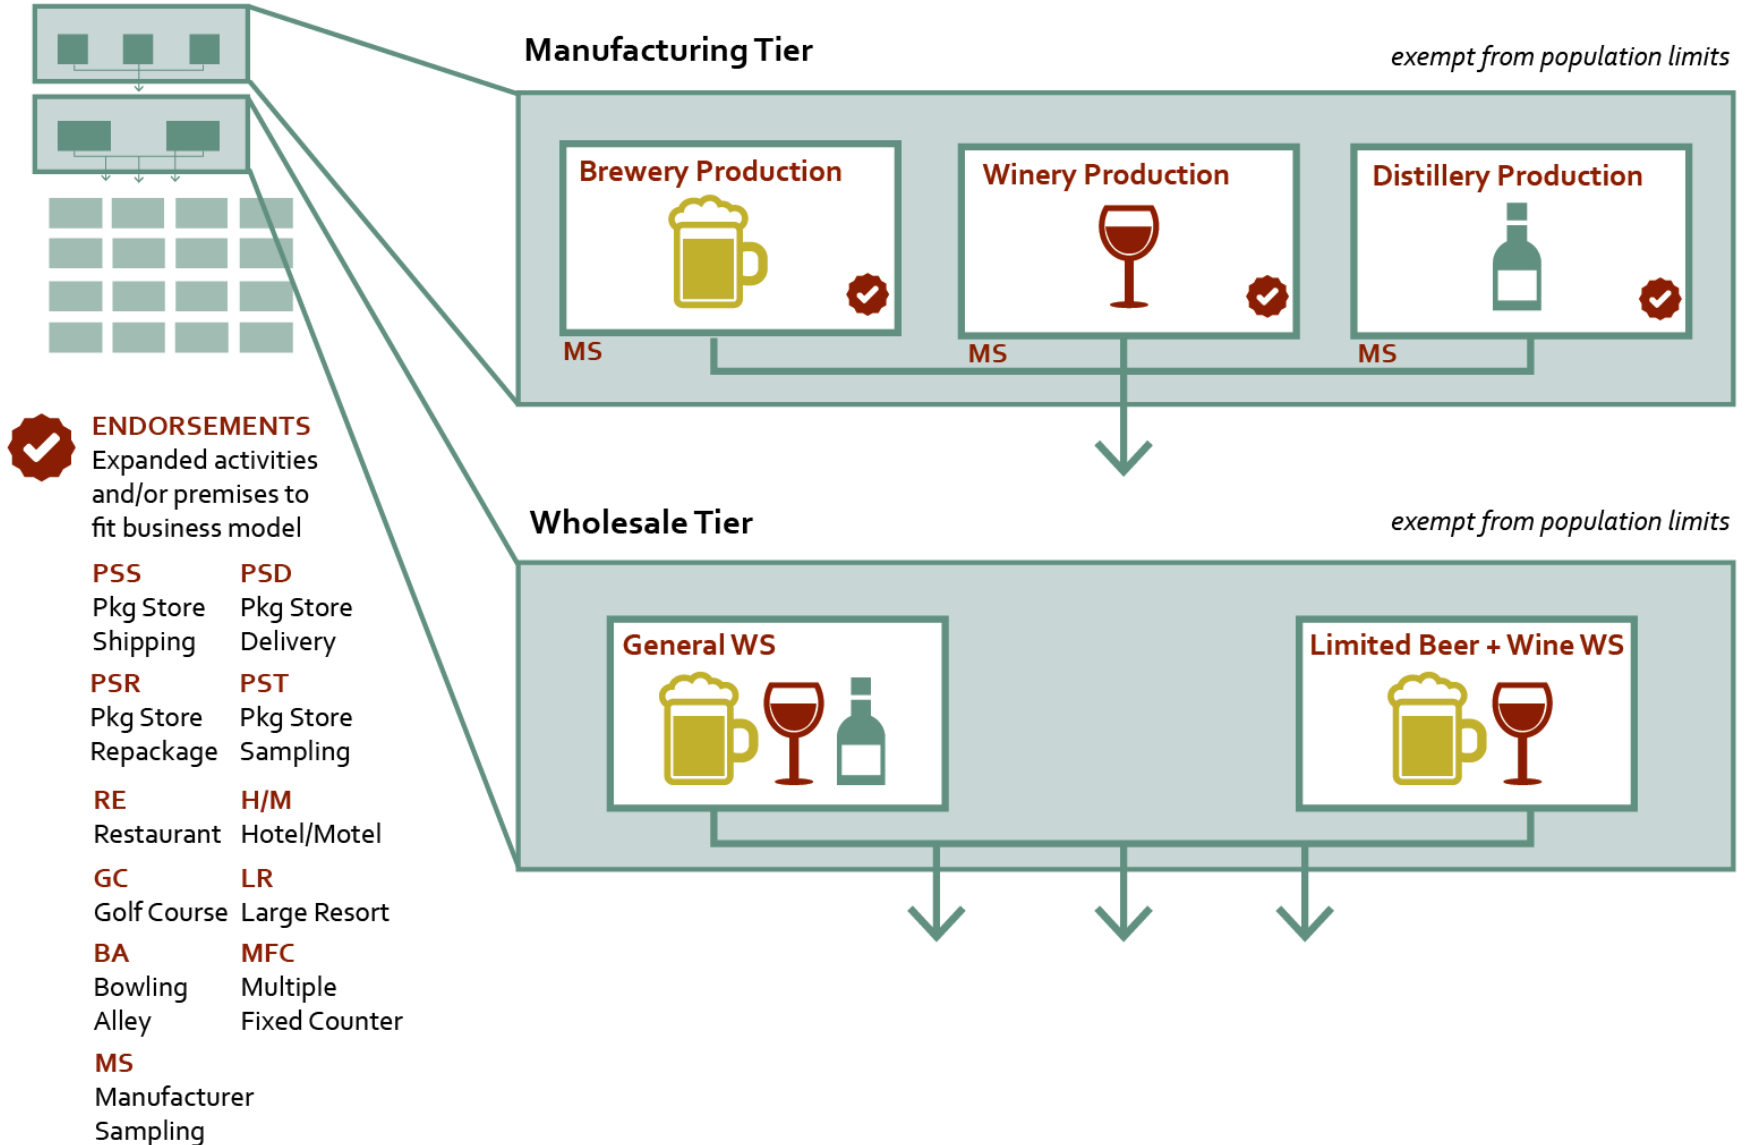 Manufacturing Tier
exempt from population limits
Brewery Production
Winery Production
Distillery Production
MS
MS
MS
Wholesale Tier
exempt from population limits
General WS
Limited Beer + Wine WS
ENDORSEMENTS
Expanded activities
and/or premises to
fit business model
PSS
Pkg Store
Shipping
PSD
Pkg Store
Delivery
PSR
Pkg Store
Repackage
PST
Pkg Store
Sampling
RE
Restaurant
H/M
Hotel/Motel
GC
Golf Course
LR
Large Resort
BA
Bowling
Alley
MFC
Multiple
Fixed Counter
MS
Manufacturer
Sampling